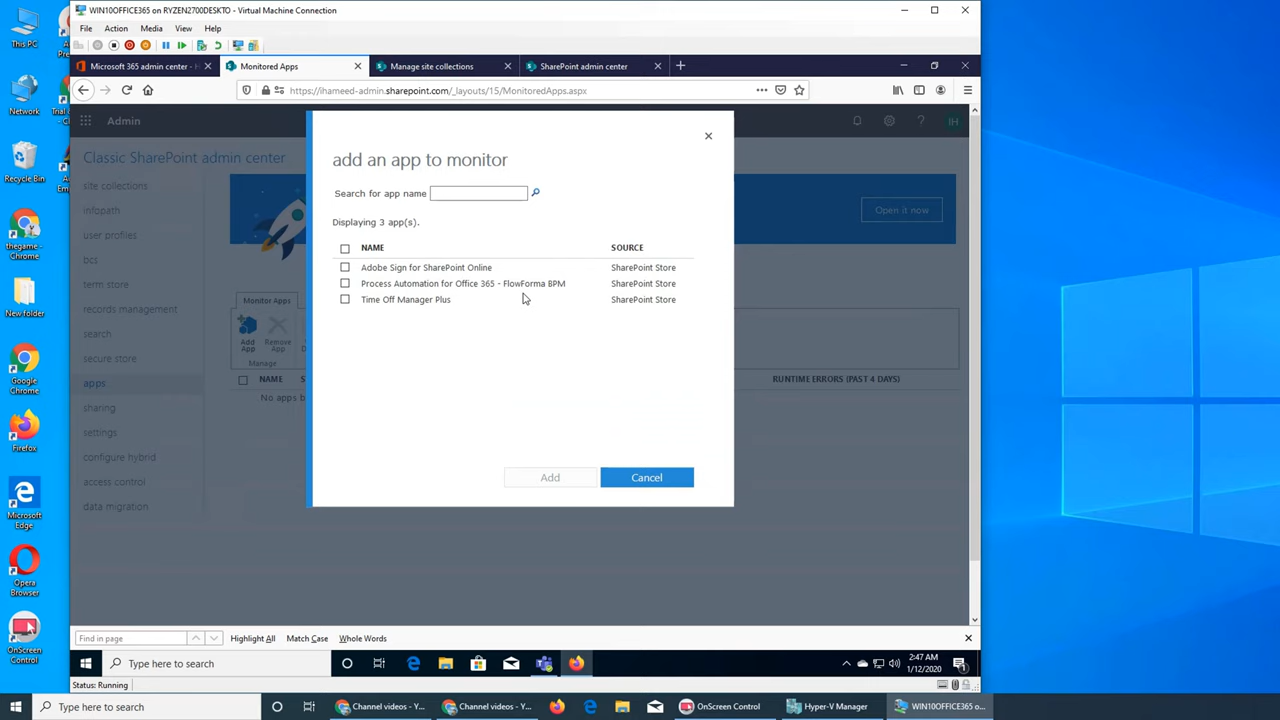 WIN10OFFICE365 on RYZEN2700DESKTO - Virtual Machine Connection
File Action Media View Help
Microsoft 365 admin center -
Monitored Apps
Manage site collections
SharePoint admin center
https://ihameed-admin.sharepoint.com/_layouts/15/MonitoredApps.aspx
Admin
IH
Classic SharePoint admin center
site collections
infopath
user profiles
bcs
term store
records management
search
secure store
apps
sharing
settings
configure hybrid
access control
data migration
Open it now
Monitor Apps
Add App
Remove App
Manage
NAME
RUNTIME ERRORS (PAST 4 DAYS)
No apps b
add an app to monitor
Search for app name
Displaying 3 app(s).
NAME SOURCE
Adobe Sign for SharePoint Online SharePoint Store
Process Automation for Office 365 - FlowForma BPM SharePoint Store
Time Off Manager Plus SharePoint Store
Add Cancel
Find in page Highlight All Match Case Whole Words
Type here to search
2:47 AM
1/12/2020
Status: Running
This PC
Network
Recycle Bin
thegame -
Chrome
New folder
Google
Chrome
Firefox
Microsoft
Edge
Opera
Browser
OnScreen
Control
Type here to search
Channel videos - Y...
Channel videos - Y...
OnScreen Control
Hyper-V Manager
WIN10OFFICE365 o...